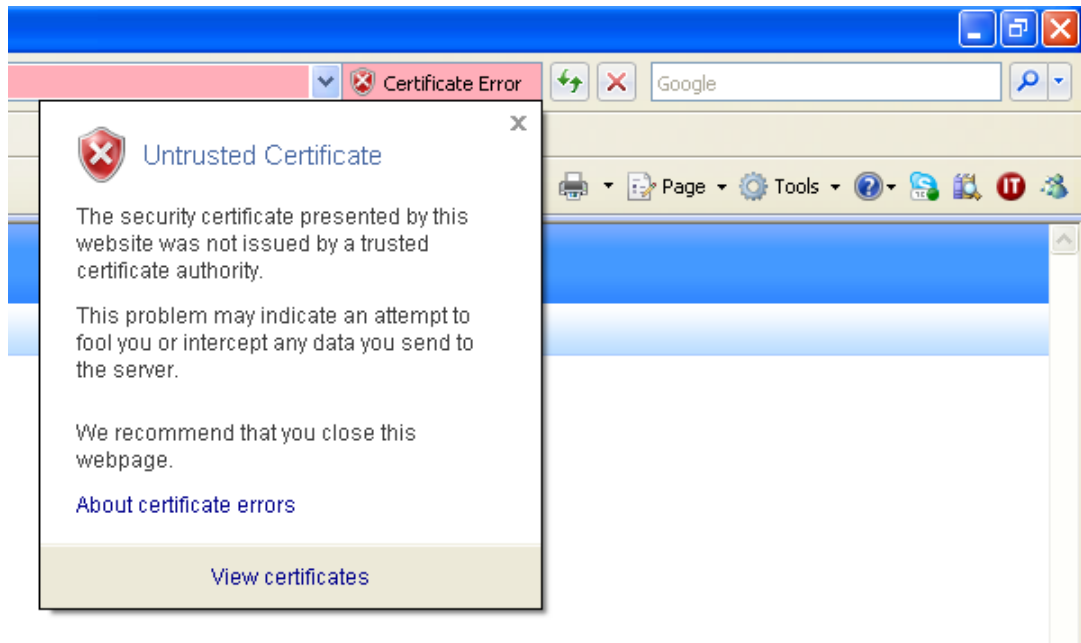 Certificate Error
Google
Untrusted Certificate
x
Page
Tools
IT
The security certificate presented by this
website was not issued by a trusted
certificate authority.
This problem may indicate an attempt to
fool you or intercept any data you send to
the server.
We recommend that you close this
webpage.
About certificate errors
View certificates